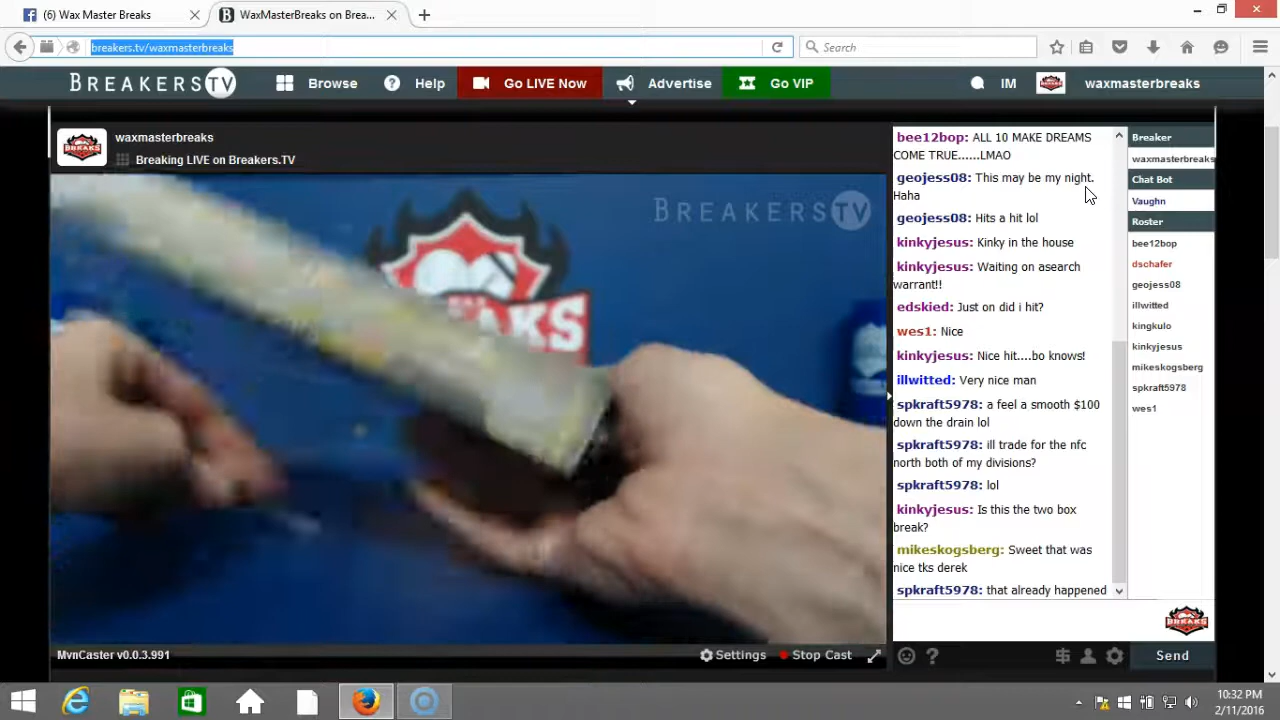 (6) Wax Master Breaks
WaxMasterBreaks on Brea...
breakers.tv/waxmasterbreaks
Search
BREAKERSTV
Browse
Help
Go LIVE Now
Advertise
Go VIP
IM
waxmasterbreaks
waxmasterbreaks
Breaking LIVE on Breakers.TV
BREAKERSTV
BREAKS
bee12bop: ALL 10 MAKE DREAMS
COME TRUE......LMAO
geojess08: This may be my night.
Haha
geojess08: Hits a hit lol
kinkyjesus: Kinky in the house
kinkyjesus: Waiting on asearch
warrant!!
edskied: Just on did i hit?
wes1: Nice
kinkyjesus: Nice hit....bo knows!
illwitted: Very nice man
spkraft5978: a feel a smooth $100
down the drain lol
spkraft5978: ill trade for the nfc
north both of my divisions?
spkraft5978: lol
kinkyjesus: Is this the two box
break?
mikeskogsberg: Sweet that was
nice tks derek
spkraft5978: that already happened
Breaker
waxmasterbreaks
Chat Bot
Vaughn
Roster
bee12bop
dschafer
geojess08
illwitted
kingkulo
kinkyjesus
mikeskogsberg
spkraft5978
wes1
MvnCaster v0.0.3.991
Settings
Stop Cast
Send
10:32 PM
2/11/2016